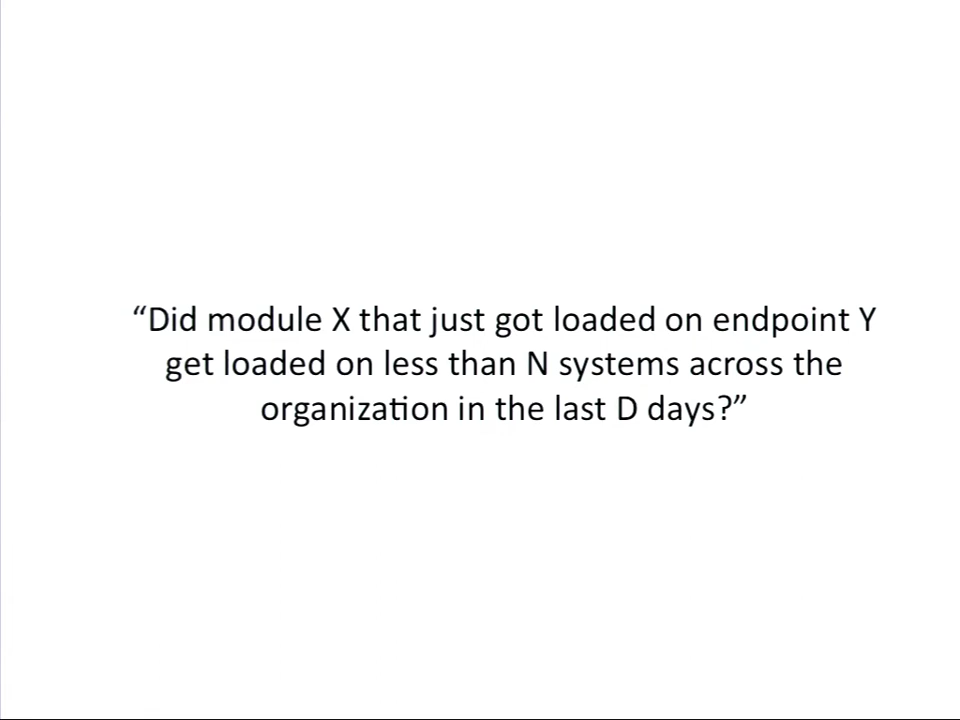 “Did module X that just got loaded on endpoint Y
get loaded on less than N systems across the
organization in the last D days?”